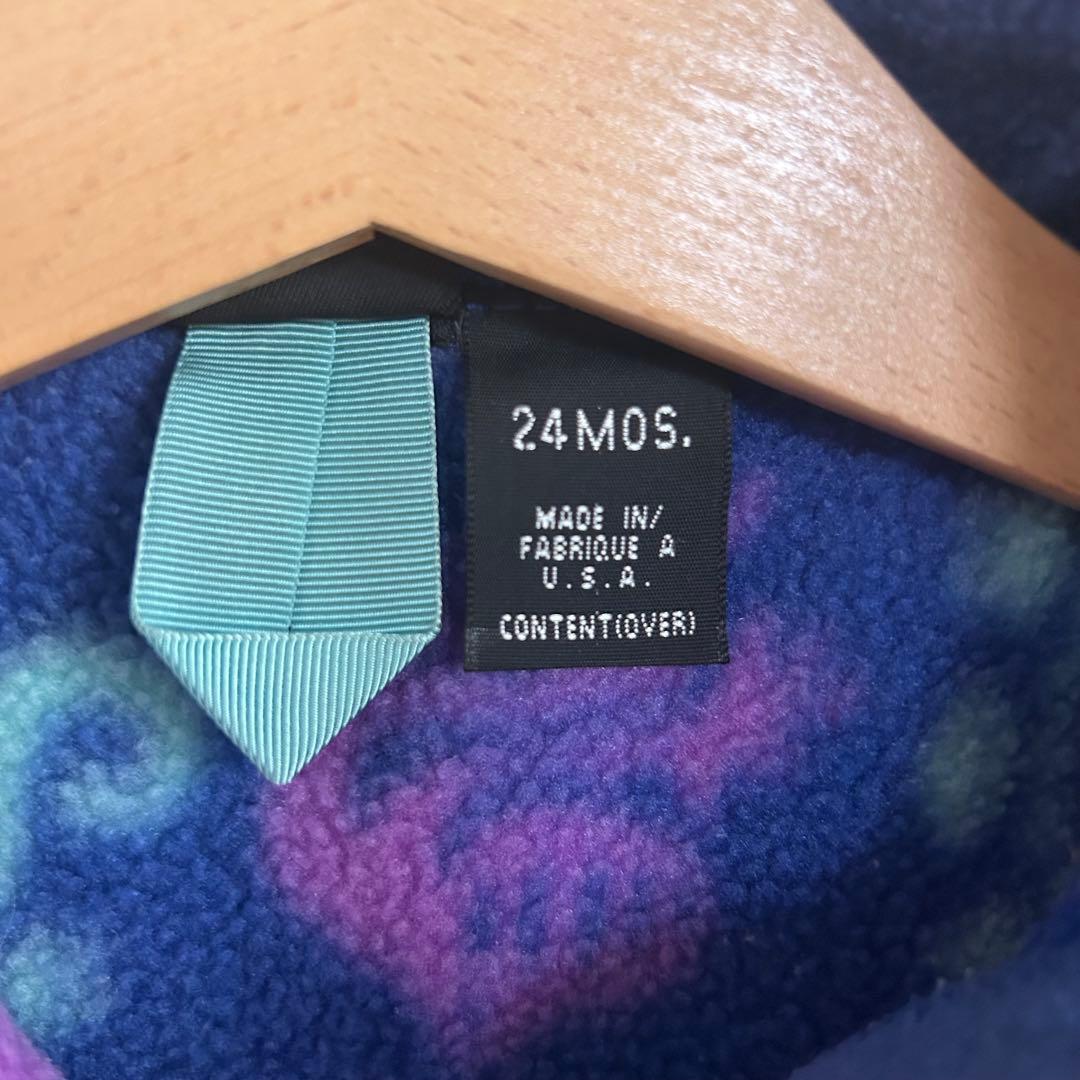 24MOS.
MADE IN/
FABRIQUE A
U.S.A.
CONTENT(OVER)